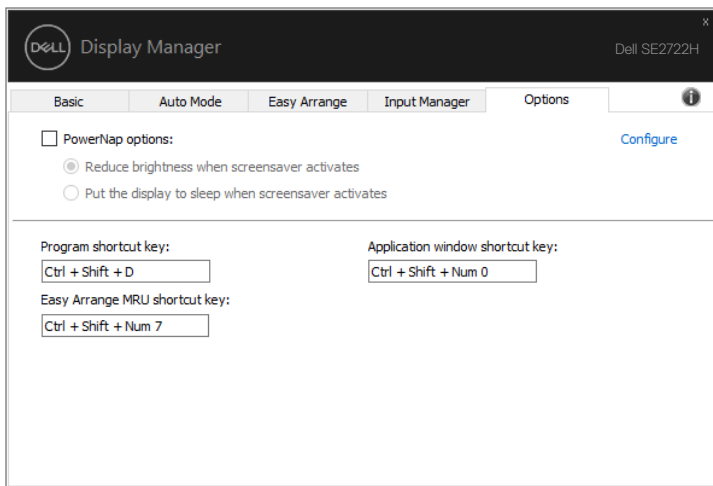 x
DELL Display Manager
Dell SE2722H
Basic Auto Mode Easy Arrange Input Manager Options i
PowerNap options: Configure
Reduce brightness when screensaver activates
Put the display to sleep when screensaver activates
Program shortcut key: Application window shortcut key:
Ctrl + Shift + D Ctrl + Shift + Num 0
Easy Arrange MRU shortcut key:
Ctrl + Shift + Num 7